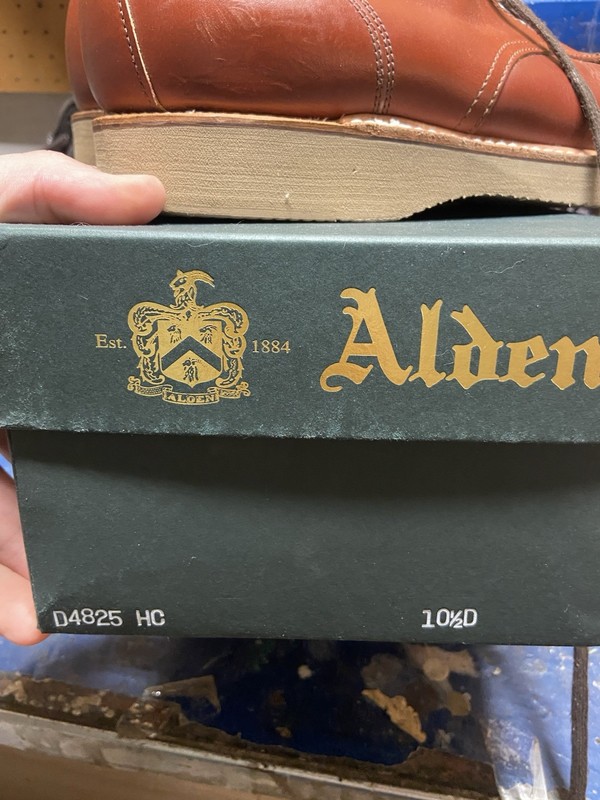 Est. 1884 Alden
ALDEN
D4825 HC 10½D